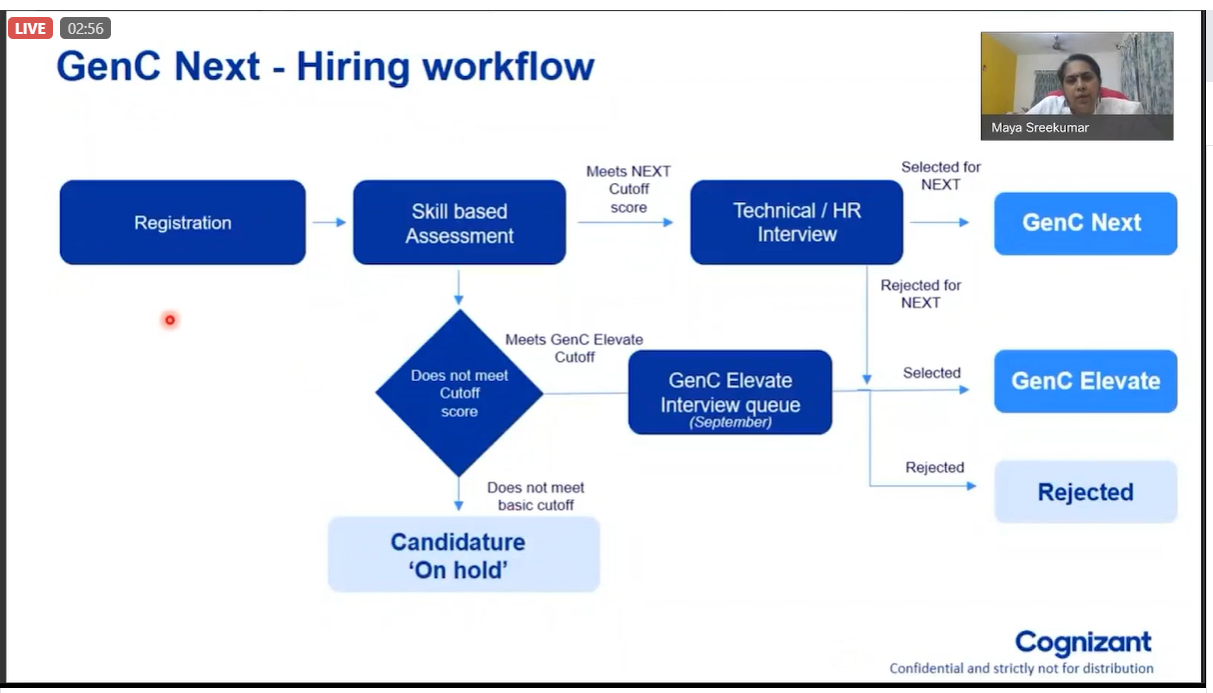 LIVE 02:56
GenC Next - Hiring workflow
Maya Sreekumar
Registration
Skill based
Assessment
Meets NEXT
Cutoff
score
Technical / HR
Interview
Selected for
NEXT
GenC Next
Rejected for
NEXT
Does not meet
Cutoff
score
Meets GenC Elevate
Cutoff
GenC Elevate
Interview queue
(September)
Selected
GenC Elevate
Rejected
Rejected
Does not meet
basic cutoff
Candidature
‘On hold’
Cognizant
Confidential and strictly not for distribution